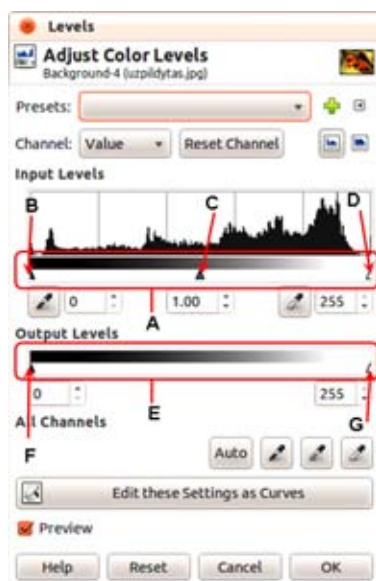 Levels
Adjust Color Levels
Background-4 (uzpildytas.jpg)
Presets:
Channel: Value Reset Channel
Input Levels
B C D
0 1.00 255
A
Output Levels
0 255
E G
All Channels
F
Auto
Edit these Settings as Curves
Preview
Help Reset Cancel OK